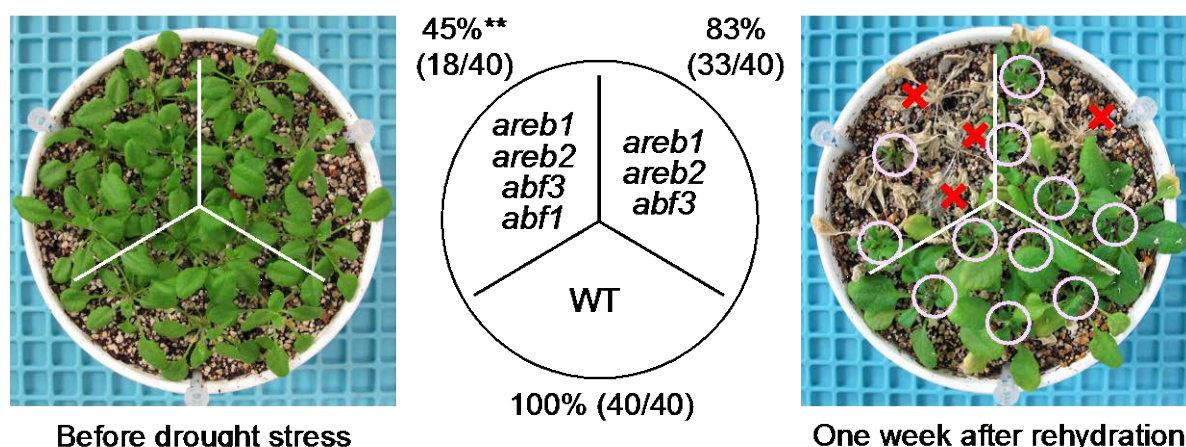 45%**
(18/40)
83%
(33/40)
areb1
areb2
abf3
abf1
areb1
areb2
abf3
WT
100% (40/40)
Before drought stress
One week after rehydration